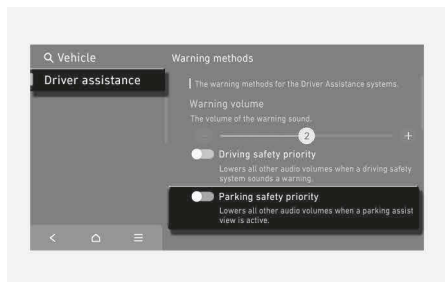 Vehicle
Driver assistance
Warning methods
The warning methods for the Driver Assistance systems.
Warning volume
The volume of the warning sound.
2
+
Driving safety priority
Lowers all other audio volumes when a driving safety
system sounds a warning.
Parking safety priority
Lowers all other audio volumes when a parking assist
view is active.